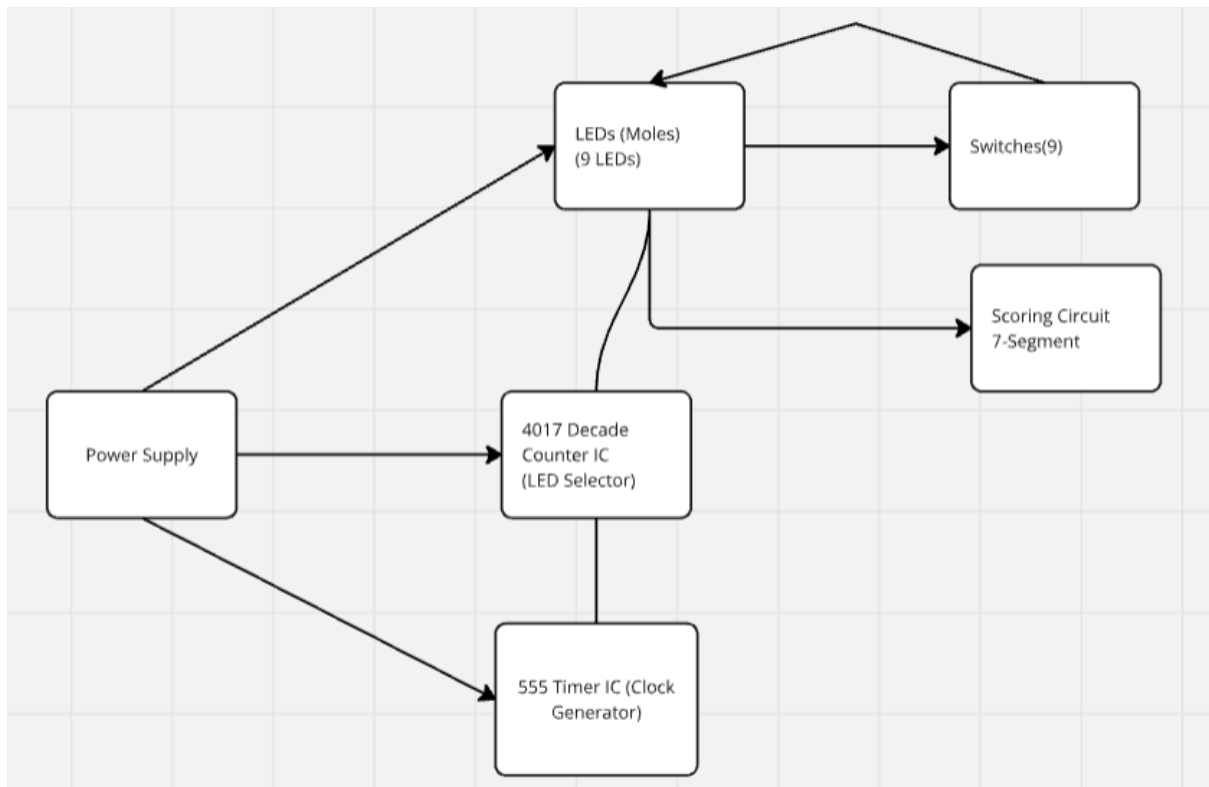 LEDs (Moles)
(9 LEDs)
Switches(9)
Scoring Circuit
7-Segment
Power Supply
4017 Decade
Counter IC
(LED Selector)
555 Timer IC (Clock
Generator)